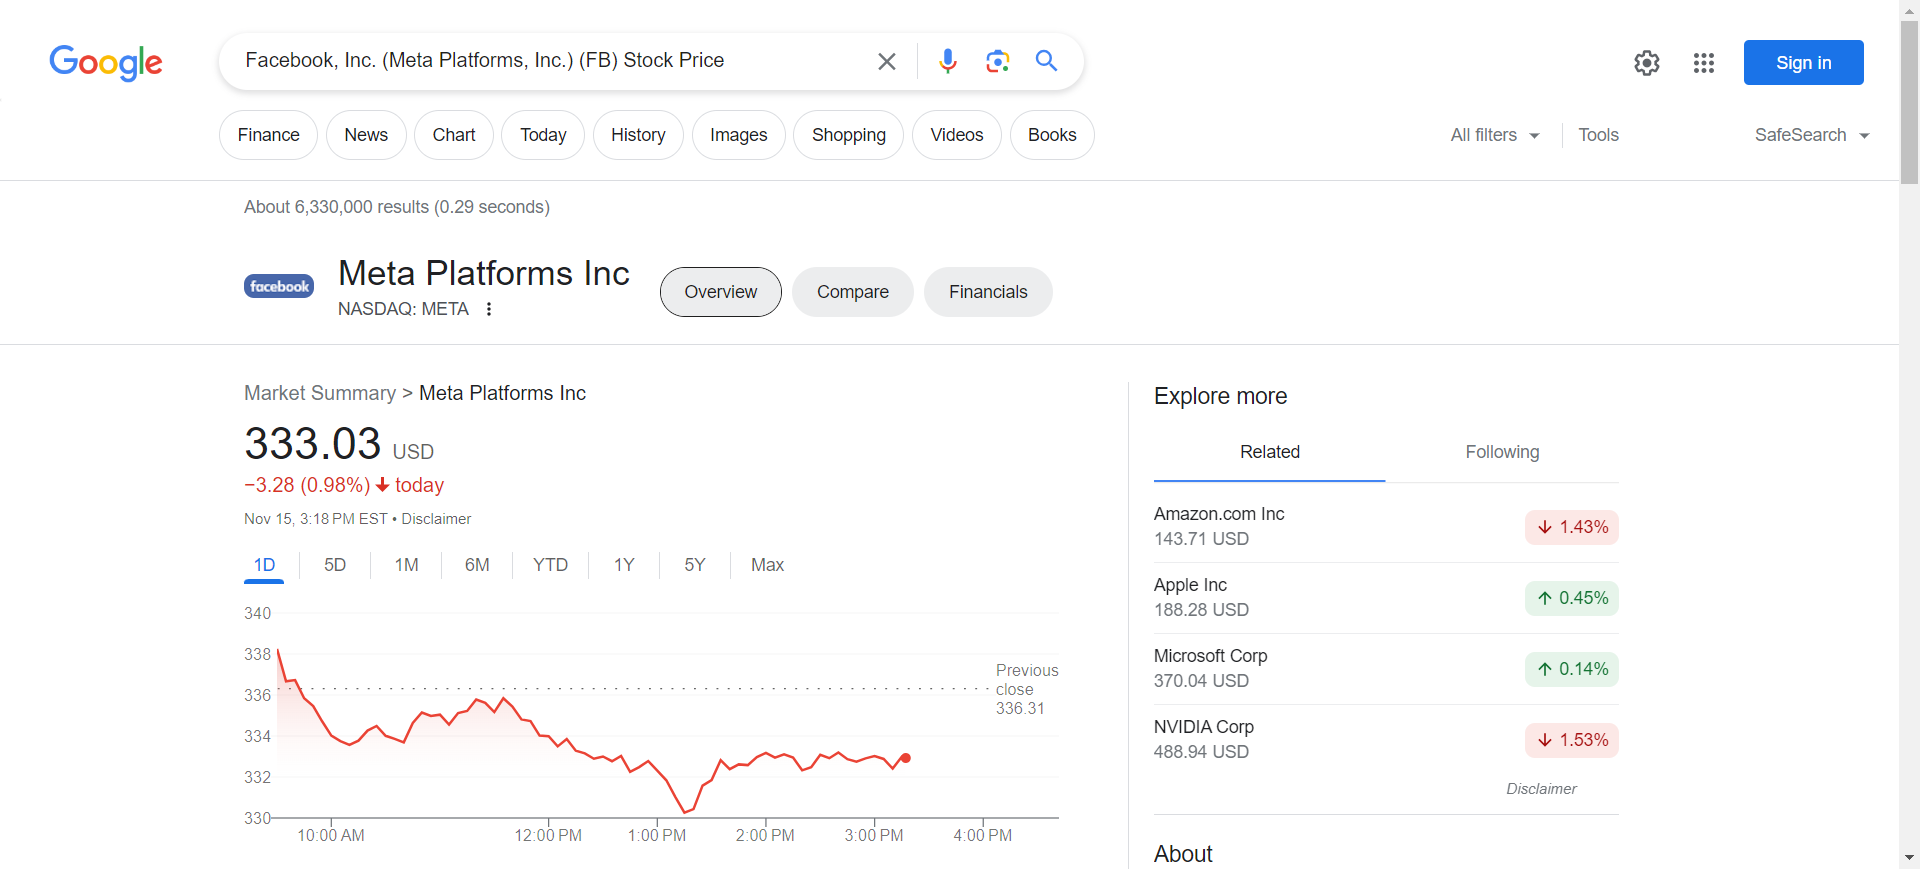 Google
Facebook, Inc. (Meta Platforms, Inc.) (FB) Stock Price
Sign in
Finance
News
Chart
Today
History
Images
Shopping
Videos
Books
All filters
Tools
SafeSearch
About 6,330,000 results (0.29 seconds)
facebook
Meta Platforms Inc
NASDAQ: META
Overview
Compare
Financials
Market Summary > Meta Platforms Inc
333.03 USD
−3.28 (0.98%) today
Nov 15, 3:18 PM EST • Disclaimer
1D
5D
1M
6M
YTD
1Y
5Y
Max
340
338
336
334
332
330
Previous
close
336.31
10:00 AM
12:00 PM
1:00 PM
2:00 PM
3:00 PM
4:00 PM
Explore more
Related
Following
Amazon.com Inc
143.71 USD
1.43%
Apple Inc
188.28 USD
0.45%
Microsoft Corp
370.04 USD
0.14%
NVIDIA Corp
488.94 USD
1.53%
Disclaimer
About